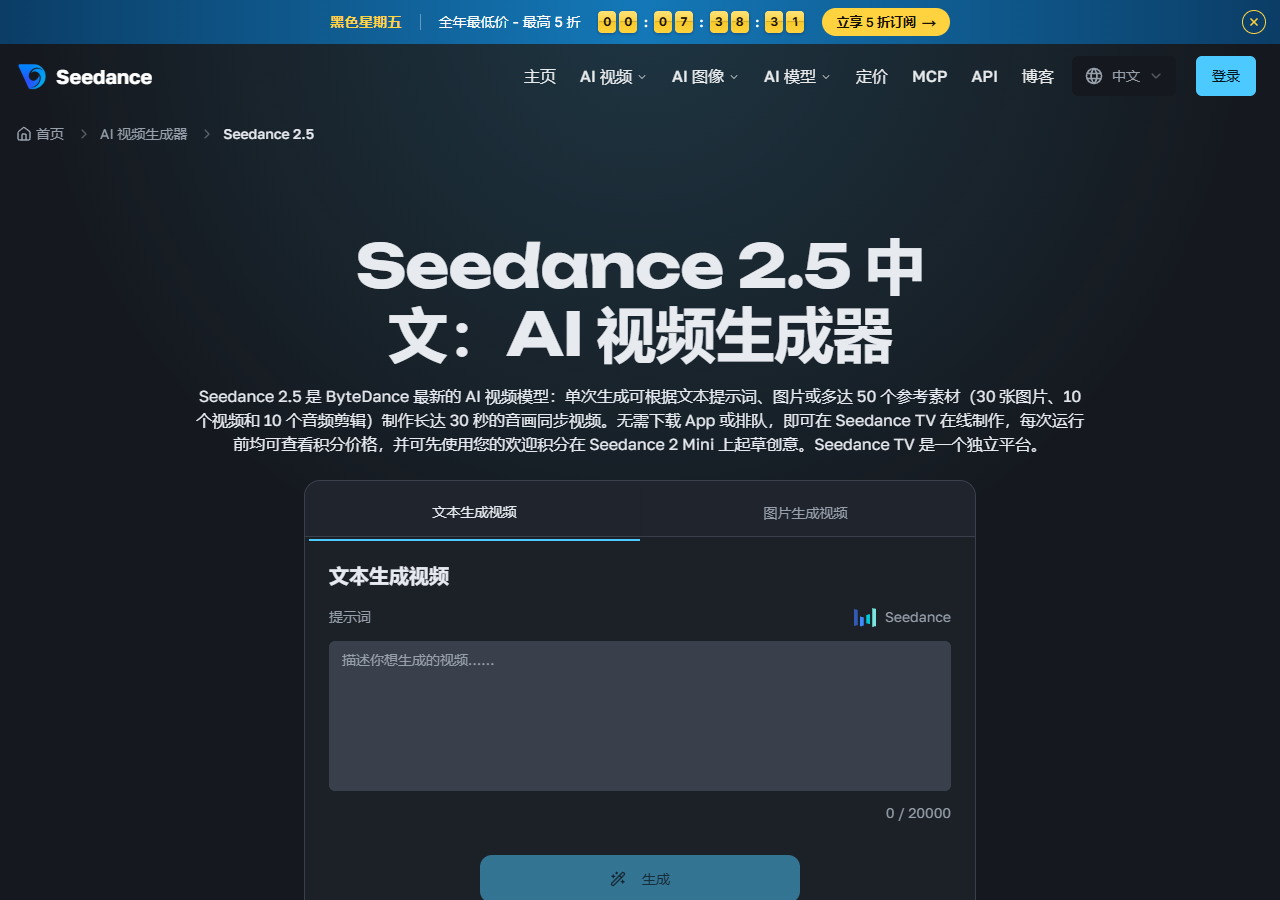 黑色星期五 全年最低价 - 最高 5 折 00:07:38:31 立享 5 折订阅 →
Seedance 主页 AI 视频 AI 图像 AI 模型 定价 MCP API 博客 中文 登录
首页 AI 视频生成器 Seedance 2.5
Seedance 2.5 中
文：AI 视频生成器
Seedance 2.5 是 ByteDance 最新的 AI 视频模型：单次生成可根据文本提示词、图片或多达 50 个参考素材（30 张图片、10
个视频和 10 个音频剪辑）制作长达 30 秒的音画同步视频。无需下载 App 或排队，即可在 Seedance TV 在线制作，每次运行
前均可查看积分价格，并可先使用您的欢迎积分在 Seedance 2 Mini 上起草创意。Seedance TV 是一个独立平台。
文本生成视频 图片生成视频
文本生成视频
提示词 Seedance
描述你想生成的视频......
0 / 20000
生成